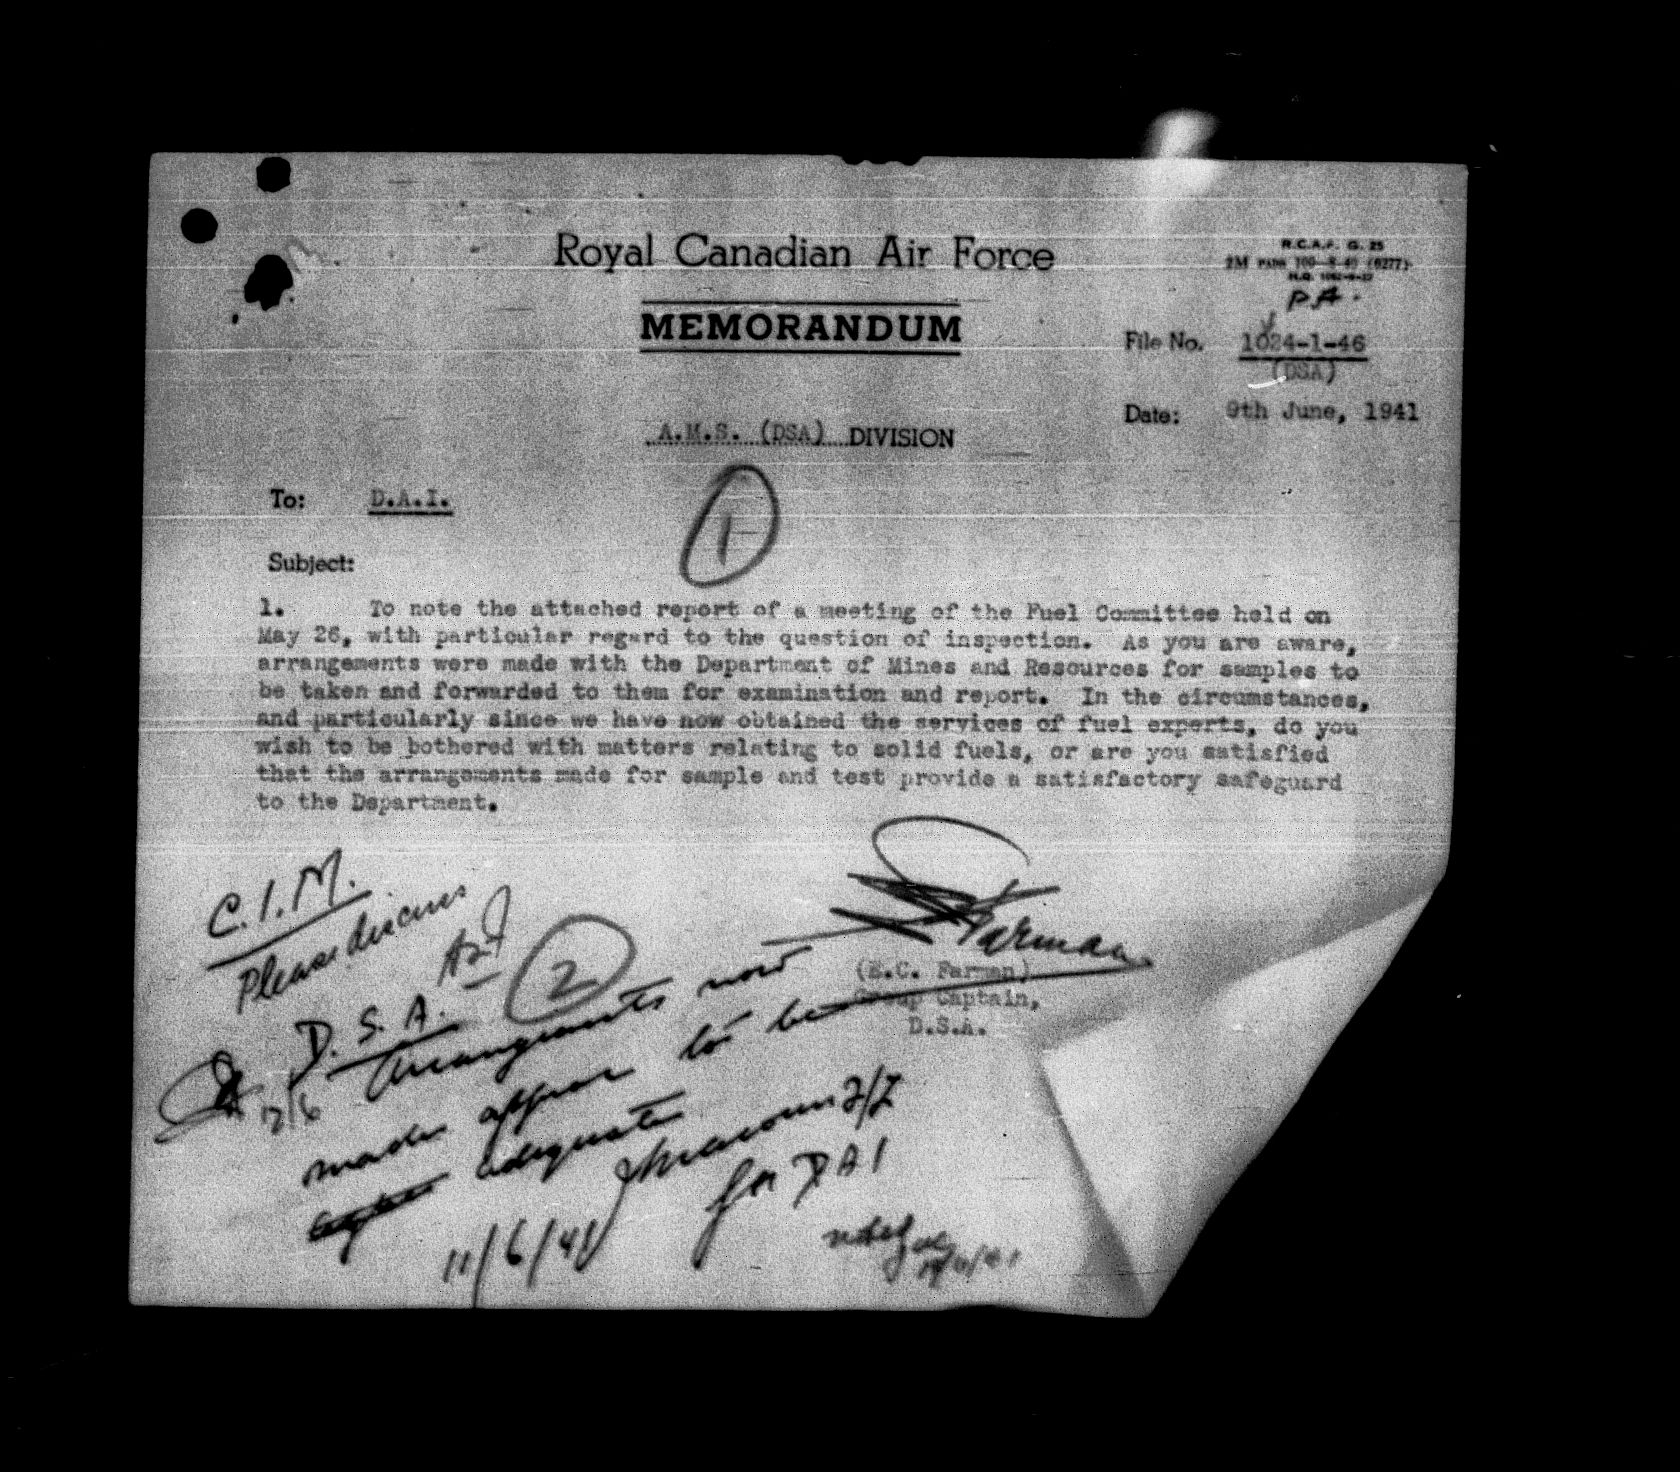 Royal Canadian Air Force
R.C.A.F. G. 25
MEMORANDUM
P.A.
File No. 1024-1-46
(DSA)
Date: 9th June, 1941
A.M.S. (DSA) DIVISION
To: D.A.I.
1
Subject:
1. To note the attached report of a meeting of the Fuel Committee held on
May 26, with particular regard to the question of inspection. As you are aware,
arrangements were made with the Department of Mines and Resources for samples to
be taken and forwarded to them for examination and report. In the circumstances,
and particularly since we have now obtained the services of fuel experts, do you
wish to be bothered with matters relating to solid fuels, or are you satisfied
that the arrangements made for sample and test provide a satisfactory safeguard
to the Department.
Farman
(E.C. Farman)
Group Captain,
D.S.A.
C.I.M.
Please discuss
2
D.S.A.
Arrangements now
made appear to be
adequate
12/6
for DAI
11/6/41